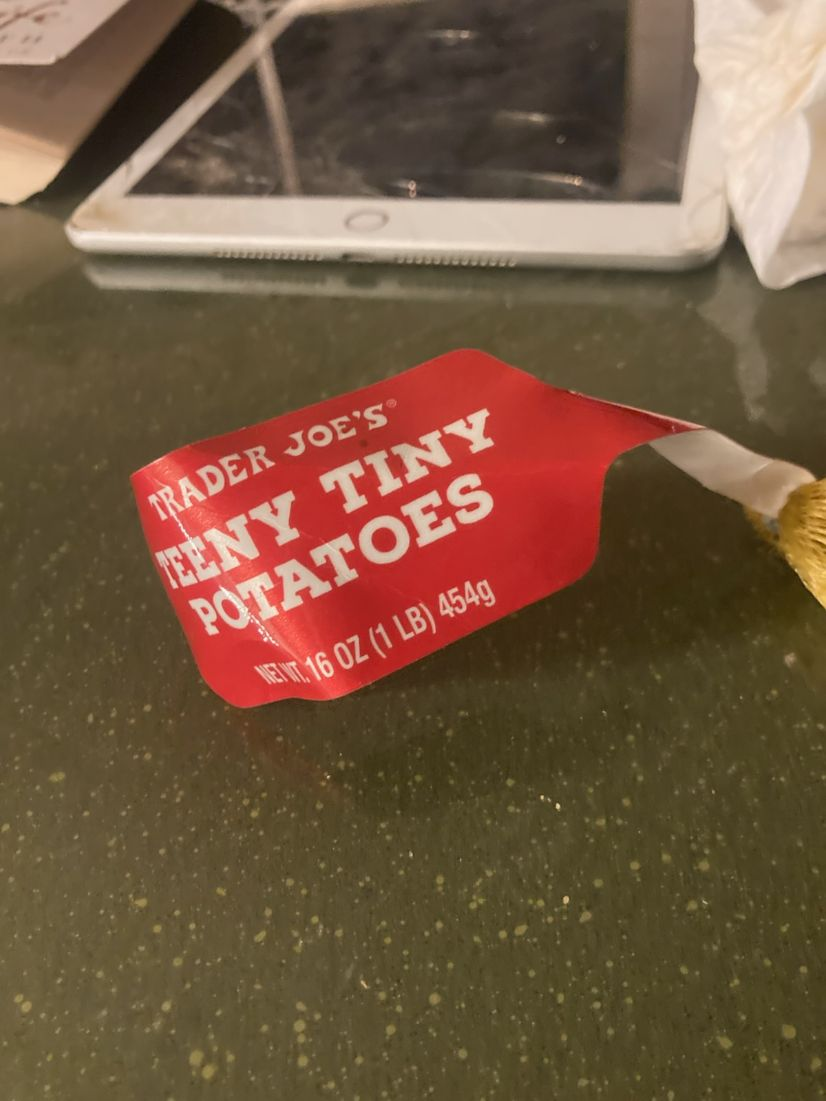 TRADER JOE'S®
TEENY TINY
POTATOES
NET WT. 16 OZ (1 LB) 454g